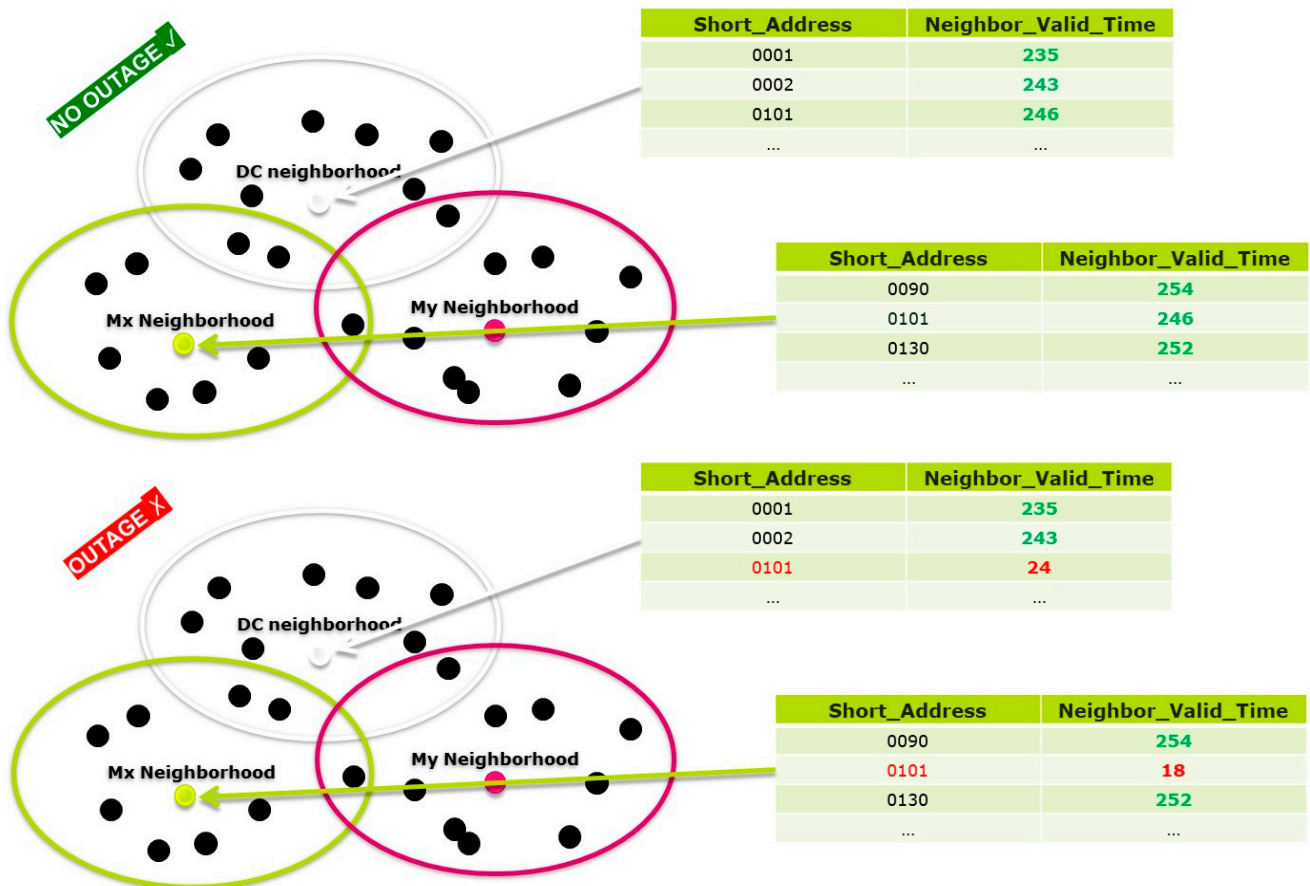 NO OUTAGE √
DC neighborhood
Mx Neighborhood
My Neighborhood
Short_Address Neighbor_Valid_Time
0001 235
0002 243
0101 246
... ...
Short_Address Neighbor_Valid_Time
0090 254
0101 246
0130 252
... ...
OUTAGE X
DC neighborhood
Mx Neighborhood
My Neighborhood
Short_Address Neighbor_Valid_Time
0001 235
0002 243
0101 24
... ...
Short_Address Neighbor_Valid_Time
0090 254
0101 18
0130 252
... ...